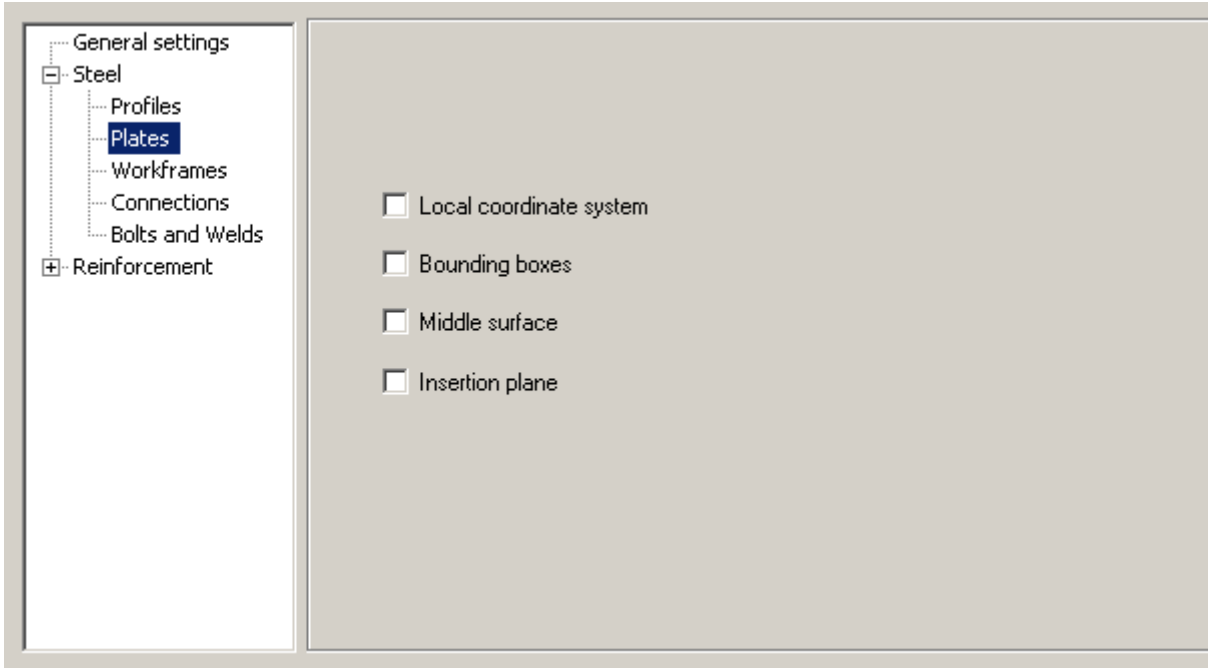 General settings
Steel
Profiles
Plates
Workframes
Connections
Bolts and Welds
Reinforcement
Local coordinate system
Bounding boxes
Middle surface
Insertion plane